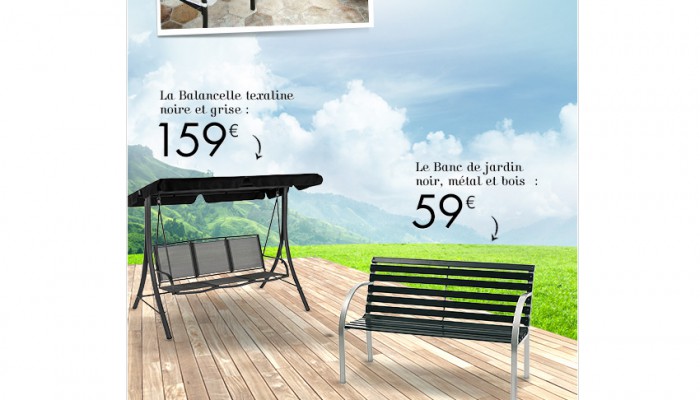 La Balancelle texaline
noire et grise :
159€
Le Banc de jardin
noir, métal et bois :
59€